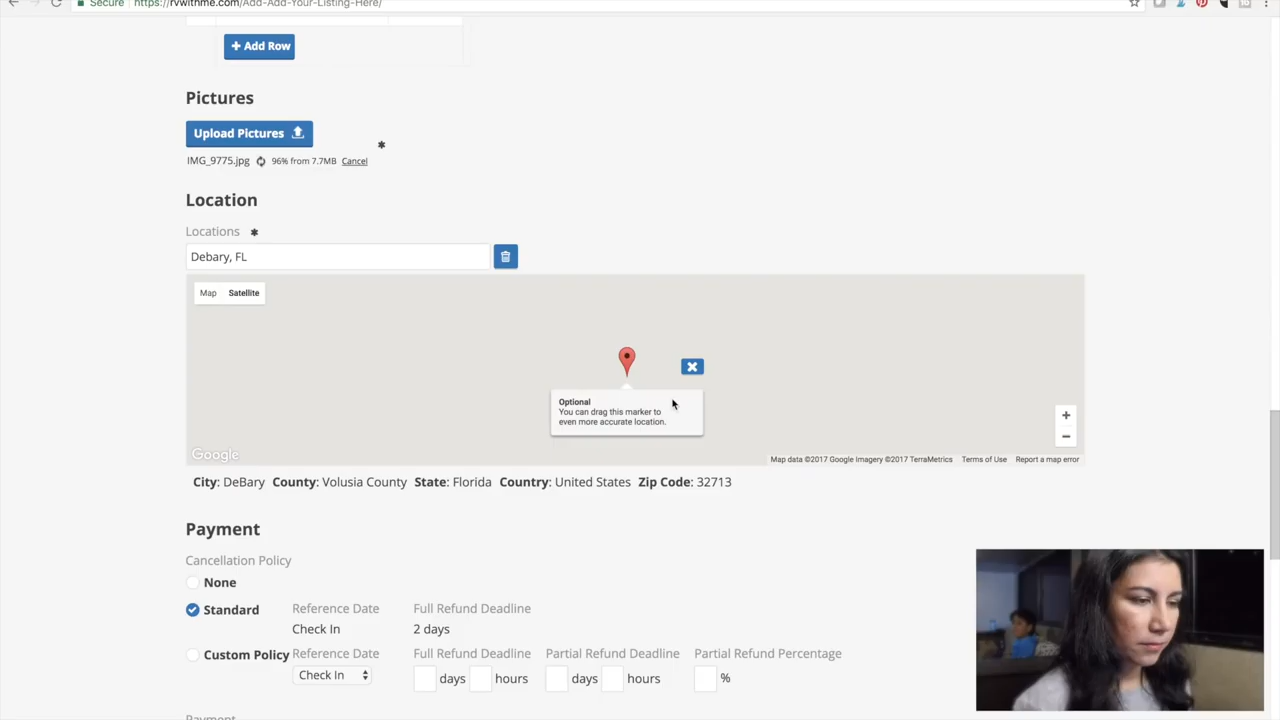 Secure https://rvwithme.com/Add-Add-Your-Listing-Here/
+ Add Row
Pictures
Upload Pictures
*
IMG_9775.jpg 96% from 7.7MB Cancel
Location
Locations *
Debary, FL
Map Satellite
Optional
You can drag this marker to
even more accurate location.
Google
Map data ©2017 Google Imagery ©2017 TerraMetrics Terms of Use Report a map error
City: DeBary County: Volusia County State: Florida Country: United States Zip Code: 32713
Payment
Cancellation Policy
None
Standard Reference Date Full Refund Deadline
Check In 2 days
Custom Policy Reference Date Full Refund Deadline Partial Refund Deadline Partial Refund Percentage
Check In days hours days hours %
Payment